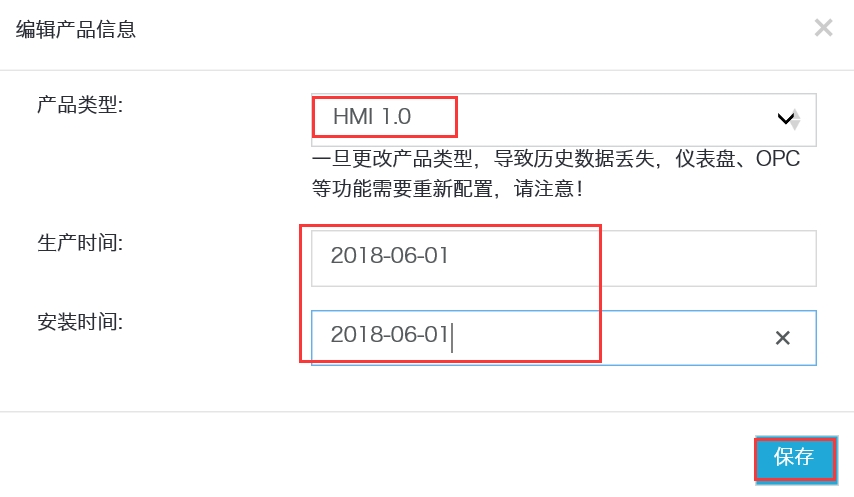 编辑产品信息
产品类型:
HMI 1.0
一旦更改产品类型，导致历史数据丢失，仪表盘、OPC
等功能需要重新配置，请注意！
生产时间:
2018-06-01
安装时间:
2018-06-01
保存